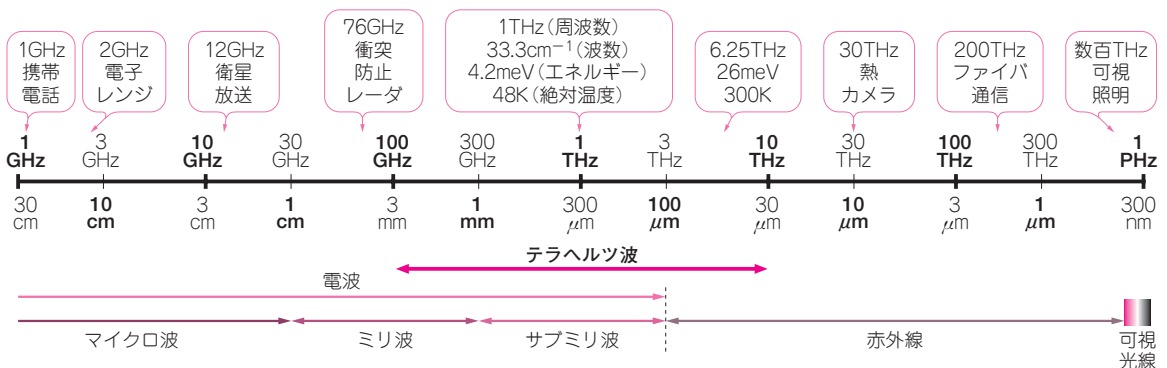 1GHz
携帯
電話
2GHz
電子
レンジ
12GHz
衛星
放送
76GHz
衝突
防止
レーダ
1THz(周波数)
33.3cm⁻¹(波数)
4.2meV(エネルギー)
48K(絶対温度)
6.25THz
26meV
300K
30THz
熱
カメラ
200THz
ファイバ
通信
数百THz
可視
照明
1 3 10 30 100 300 1 3 10 30 100 300 1
GHz GHz GHz GHz GHz GHz THz THz THz THz THz THz PHz
30 10 3 1 3 1 300 100 30 10 3 1 300
cm cm cm cm mm mm μm μm μm μm μm μm nm
テラヘルツ波
電波
マイクロ波 ミリ波 サブミリ波 赤外線 可視
光線